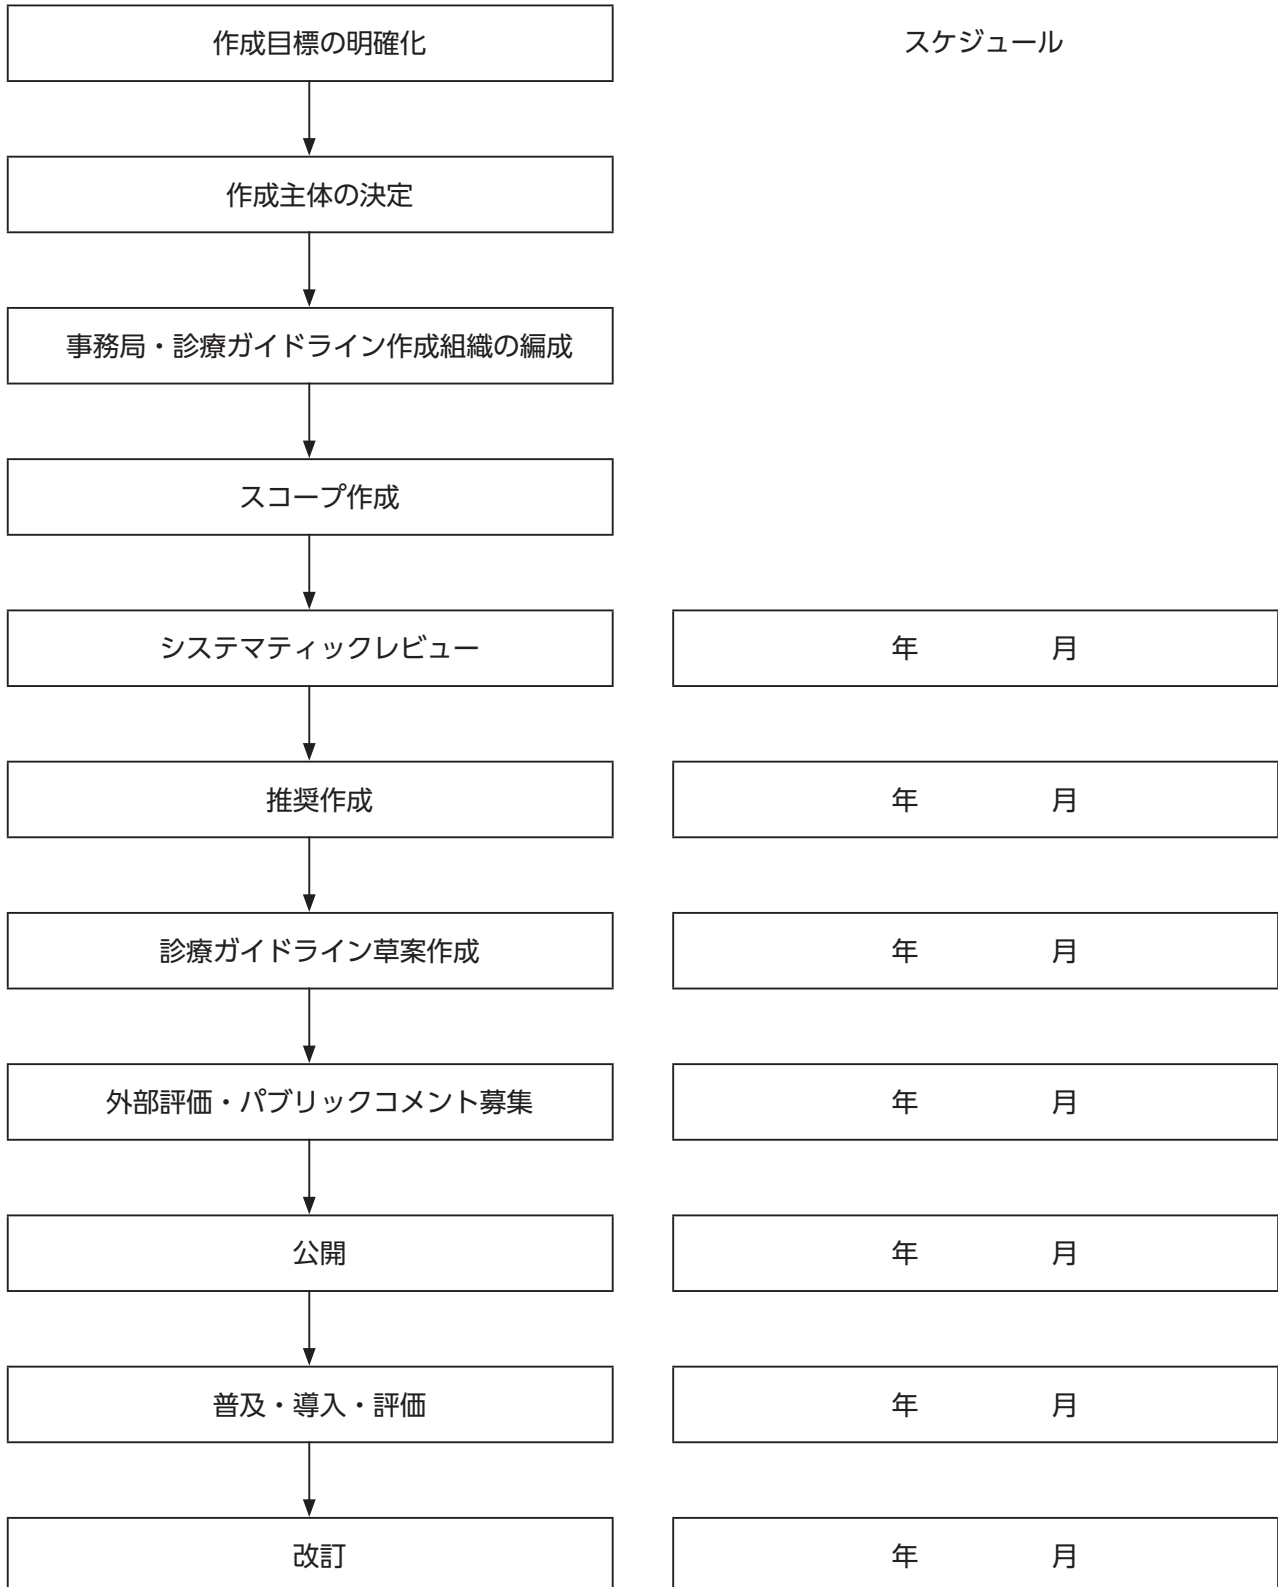 作成目標の明確化 スケジュール
作成主体の決定
事務局・診療ガイドライン作成組織の編成
スコープ作成
システマティックレビュー 年 月
推奨作成 年 月
診療ガイドライン草案作成 年 月
外部評価・パブリックコメント募集 年 月
公開 年 月
普及・導入・評価 年 月
改訂 年 月